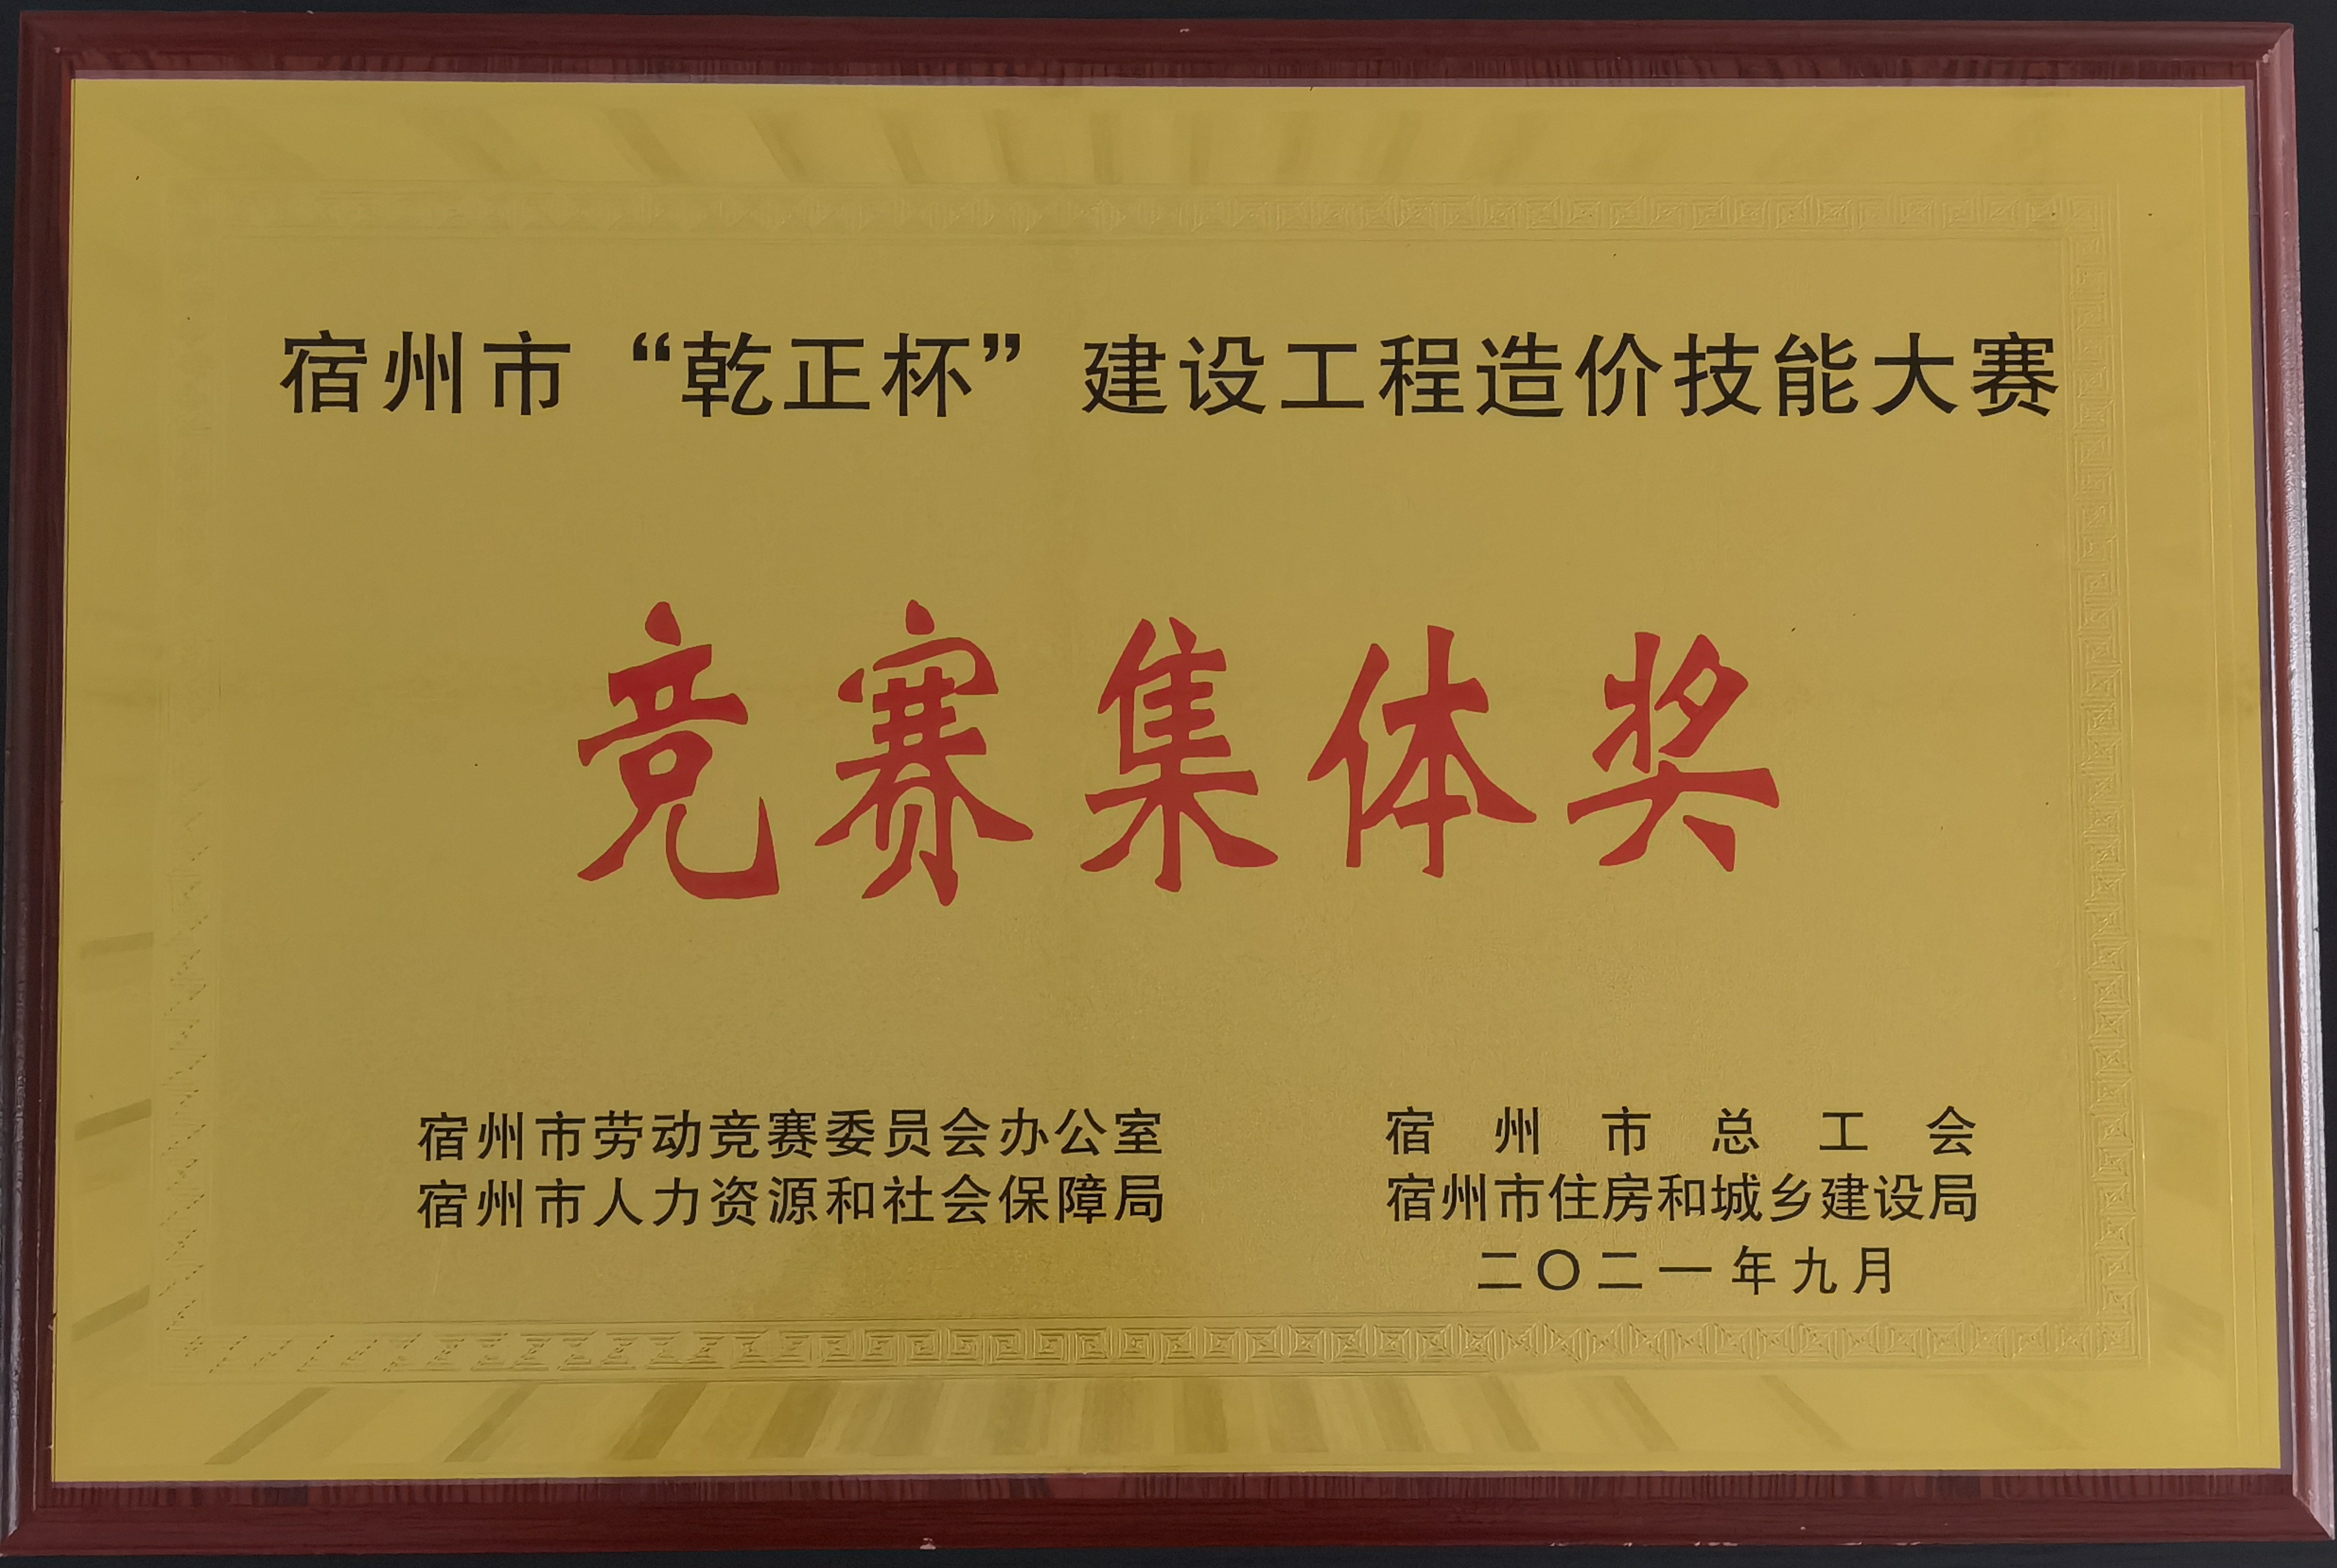 宿州市“乾正杯”建设工程造价技能大赛
竞赛集体奖
宿州市劳动竞赛委员会办公室 宿州市总工会
宿州市人力资源和社会保障局 宿州市住房和城乡建设局
二〇二一年九月